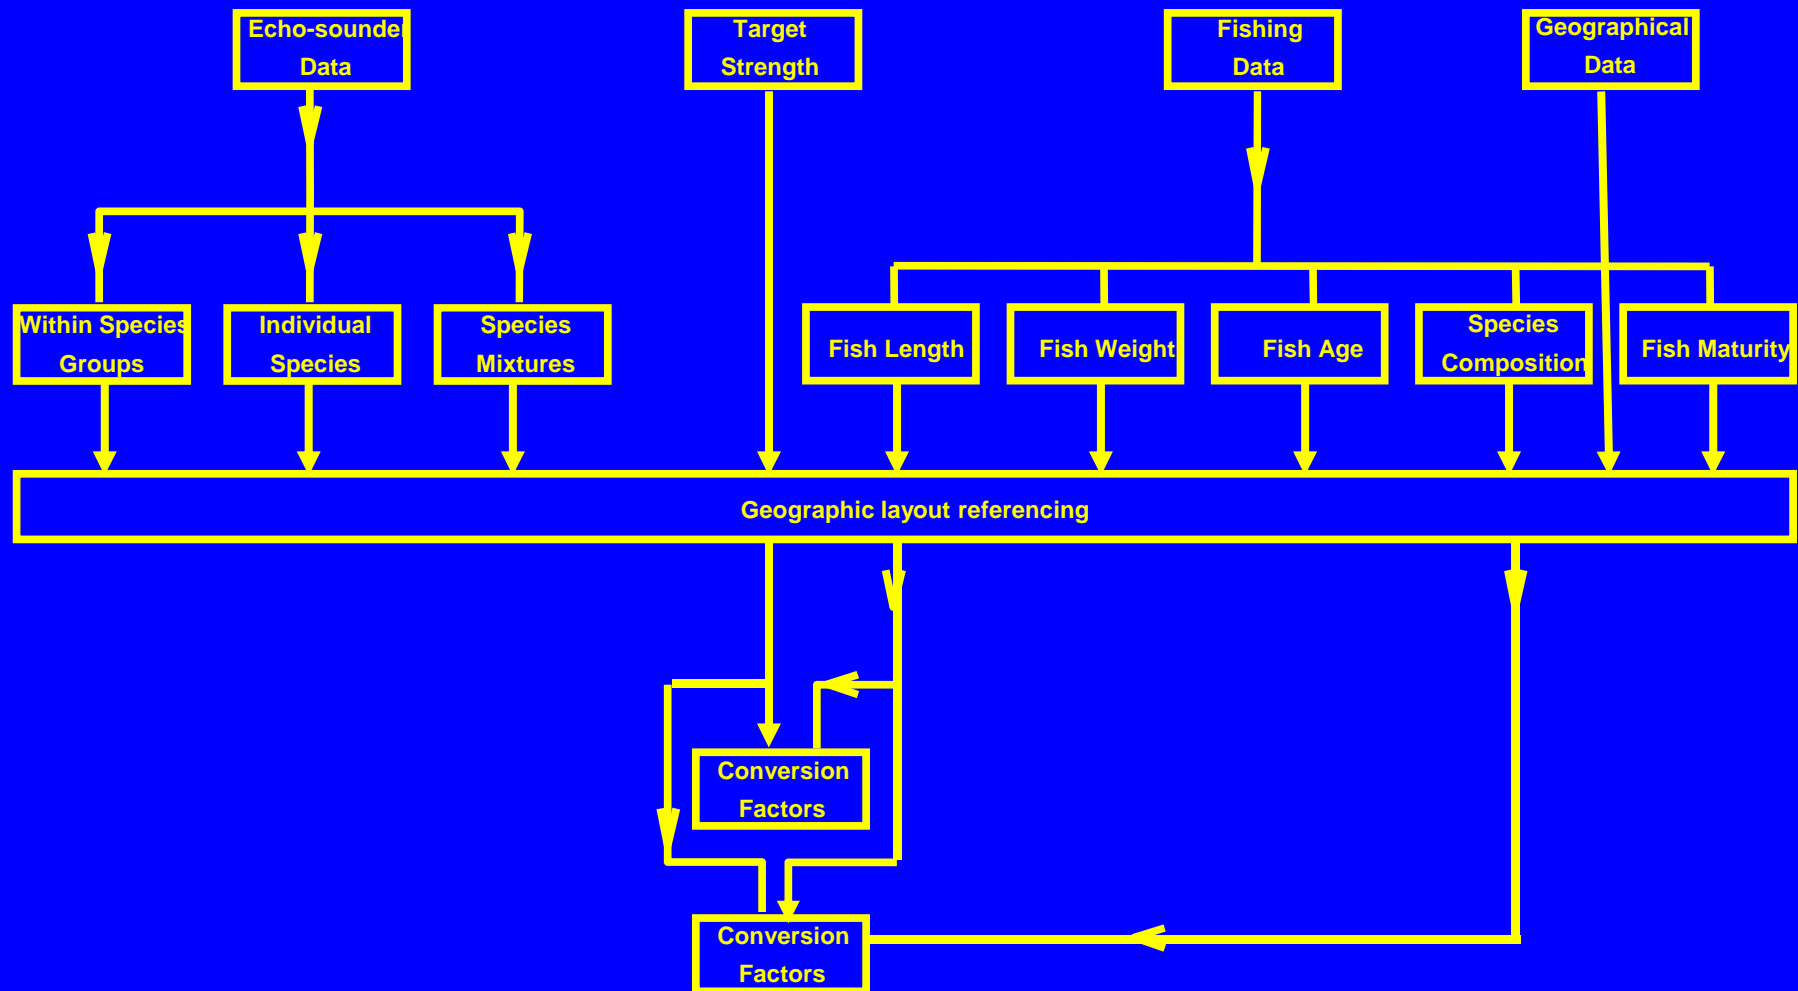 Echo-sounder
Data
Target
Strength
Fishing
Data
Geographical
Data
Within Species
Groups
Individual
Species
Species
Mixtures
Fish Length
Fish Weight
Fish Age
Species
Composition
Fish Maturity
Geographic layout referencing
Conversion
Factors
Conversion
Factors